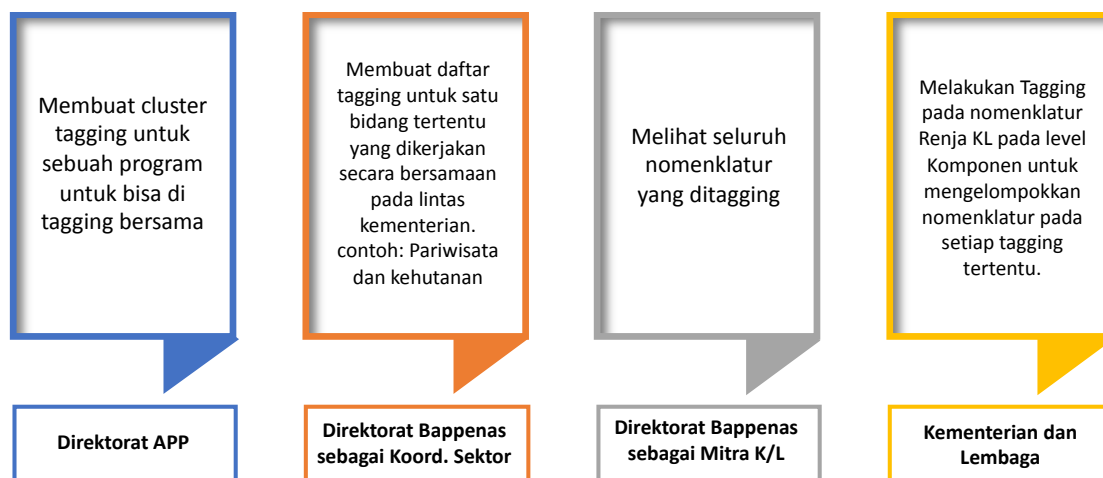 Membuat cluster
tagging untuk
sebuah program
untuk bisa di
tagging bersama
Direktorat APP
Membuat daftar
tagging untuk satu
bidang tertentu
yang dikerjakan
secara bersamaan
pada lintas
kementerian.
contoh: Pariwisata
dan kehutanan
Direktorat Bappenas
sebagai Koord. Sektor
Melihat seluruh
nomenklatur
yang ditagging
Direktorat Bappenas
sebagai Mitra K/L
Melakukan Tagging
pada nomenklatur
Renja KL pada level
Komponen untuk
mengelompokkan
nomenklatur pada
setiap tagging
tertentu.
Kementerian dan
Lembaga